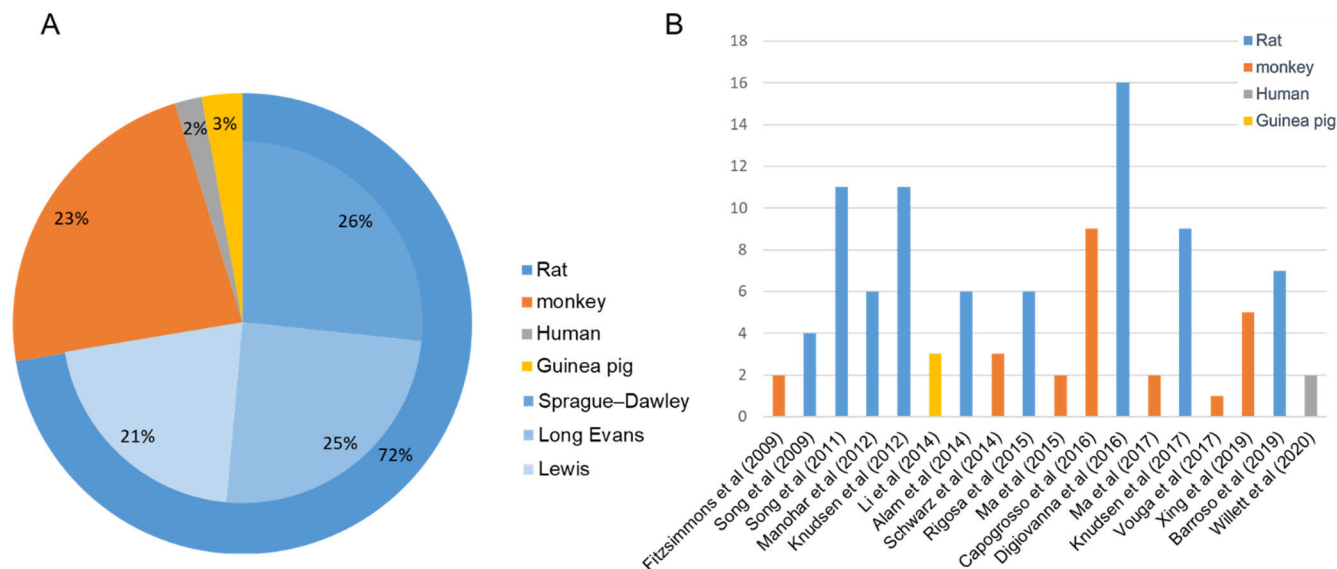 A
2%
3%
23%
26%
21%
25%
72%
Rat
monkey
Human
Guinea pig
Sprague–Dawley
Long Evans
Lewis
B
18
16
14
12
10
8
6
4
2
0
Rat
monkey
Human
Guinea pig
Fitzsimmons et al (2009)
Song et al (2009)
Song et al (2011)
Manohar et al (2012)
Knudsen et al (2012)
Li et al (2014)
Alam et al (2014)
Schwarz et al (2014)
Rigosa et al (2015)
Ma et al (2015)
Capogrosso et al (2016)
Digiovanna et al (2016)
Ma et al (2017)
Knudsen et al (2017)
Vouga et al (2017)
Xing et al (2019)
Barroso et al (2019)
Willett et al (2020)